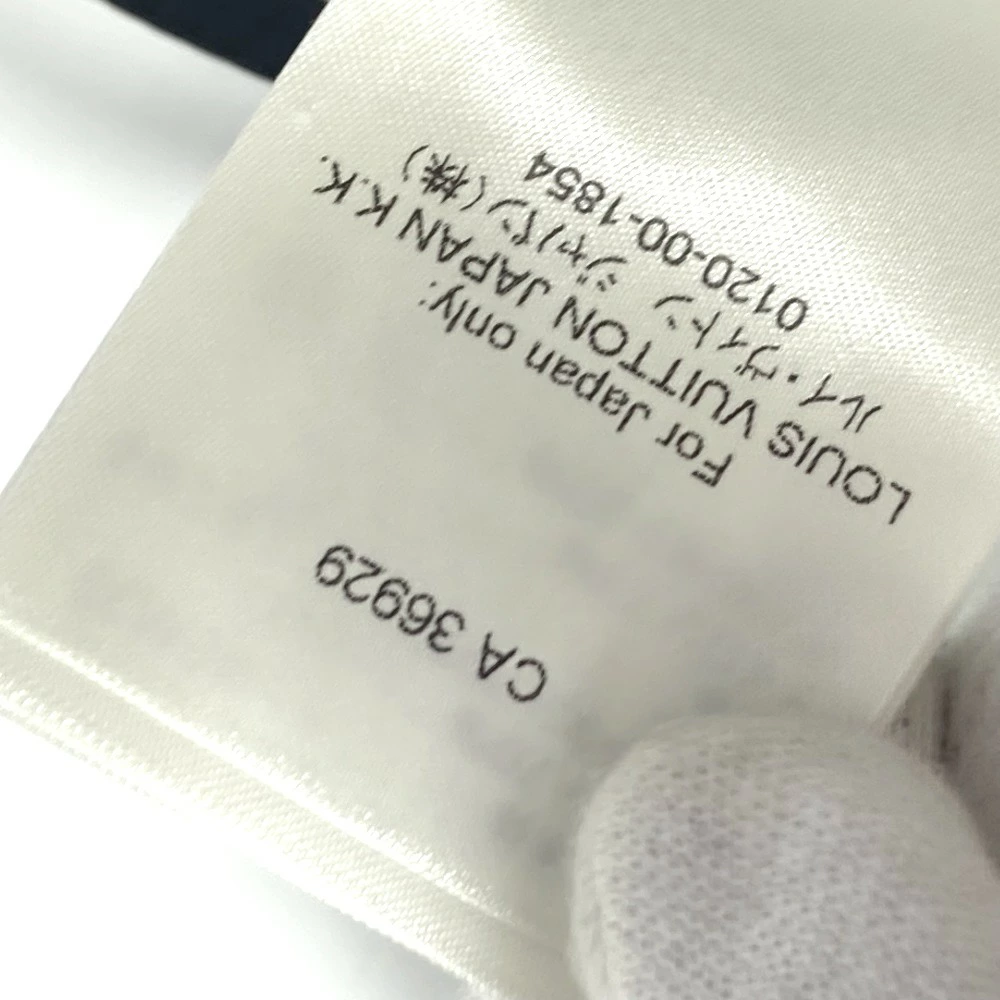 CA 36929
For Japan only:
LOUIS VUITTON JAPAN K.K.
ルイ・ヴィトン ジャパン(株)
0120-00-1854